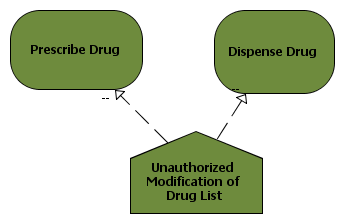 Prescribe Drug
Dispense Drug
--
--
Unauthorized
Modification of
Drug List